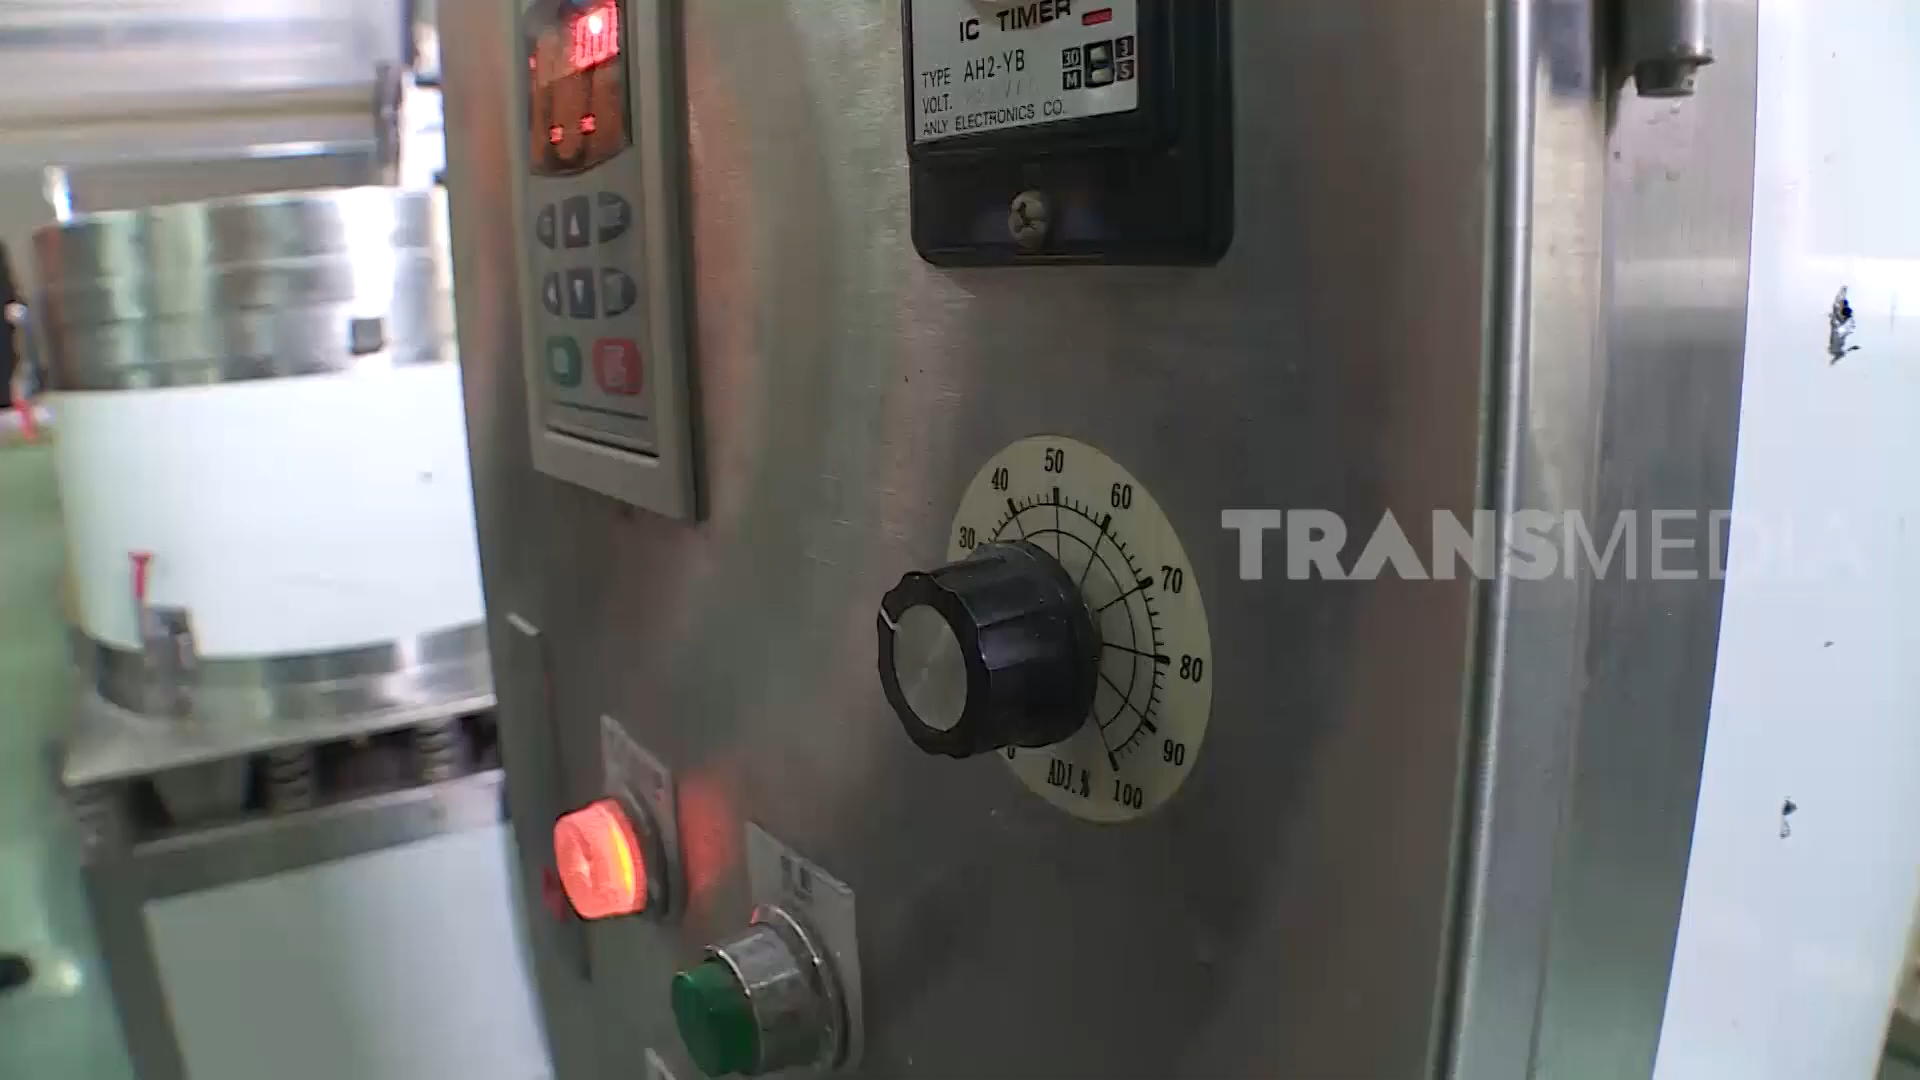 IC TIMER
TYPE AH2-YB
30 3
M S
VOLT.
ANLY ELECTRONICS CO.
50
40 60
30
70
80
90
0
ADJ.% 100
TRANSMEDIA